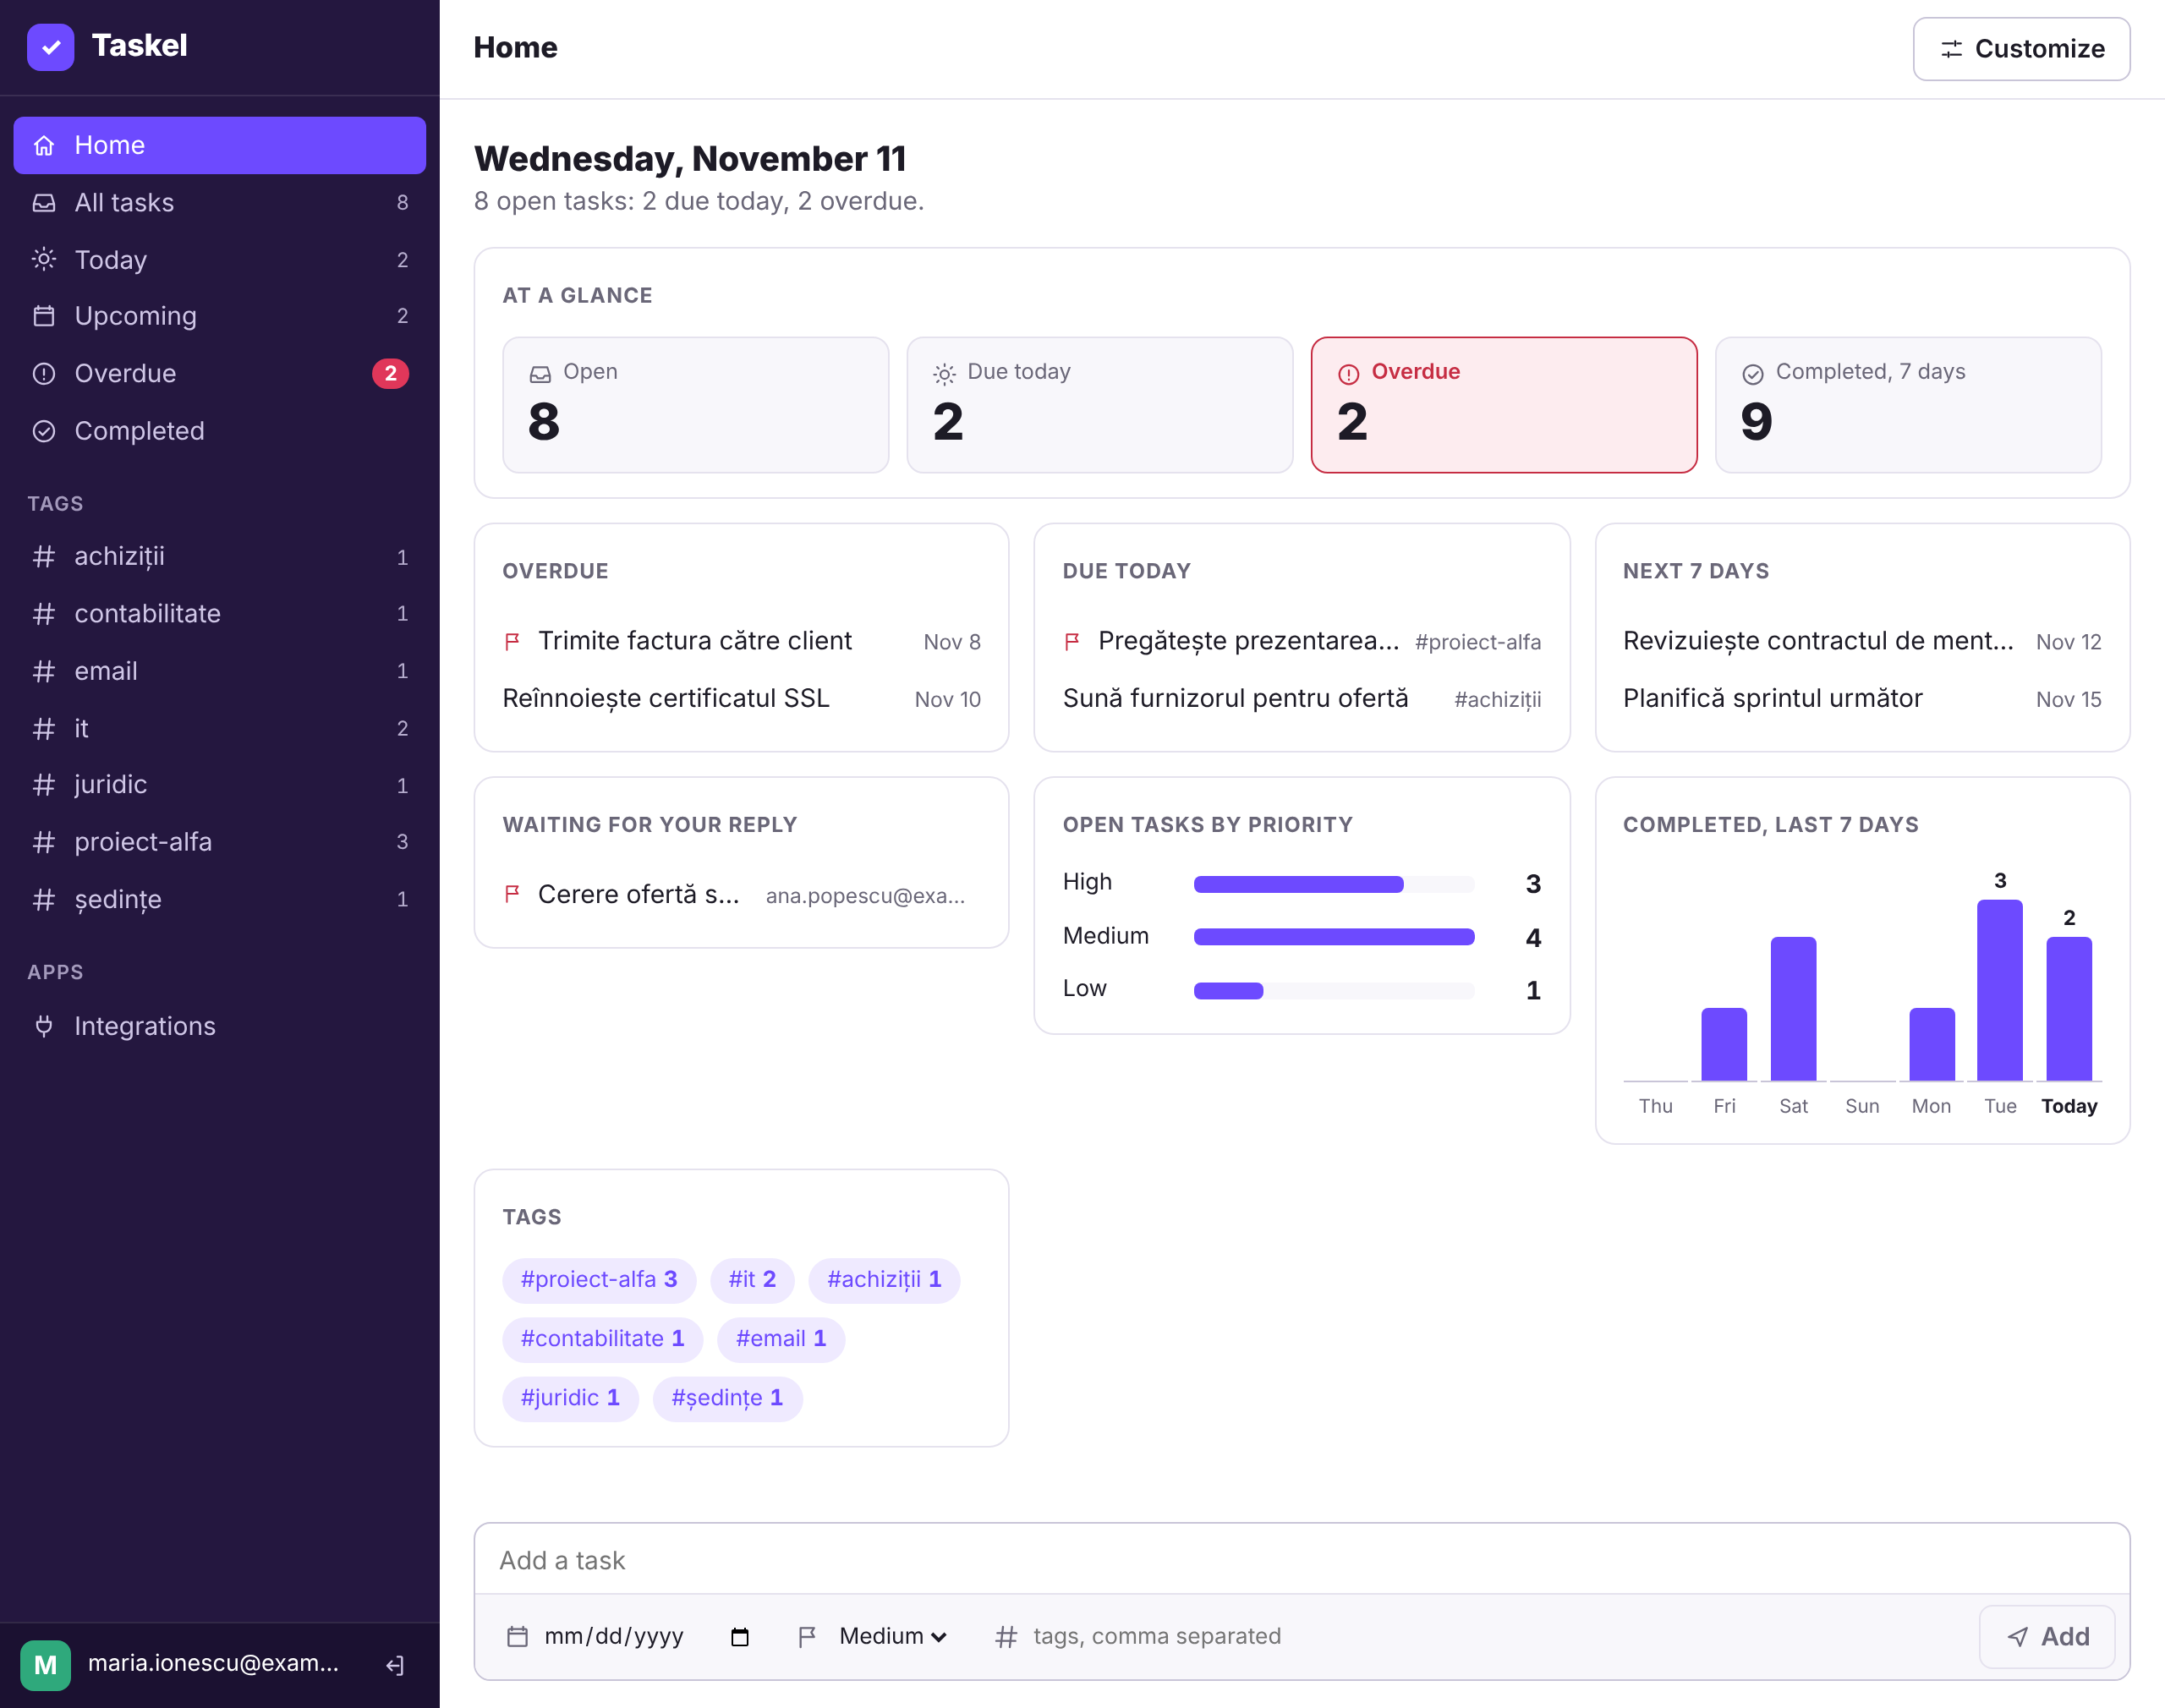 Taskel
Home
All tasks 8
Today 2
Upcoming 2
Overdue 2
Completed
TAGS
# achiziții 1
# contabilitate 1
# email 1
# it 2
# juridic 1
# proiect-alfa 3
# ședințe 1
APPS
Integrations
M maria.ionescu@exam...
Home
Customize
Wednesday, November 11
8 open tasks: 2 due today, 2 overdue.
AT A GLANCE
Open
8
Due today
2
Overdue
2
Completed, 7 days
9
OVERDUE
Trimite factura către client Nov 8
Reînnoiește certificatul SSL Nov 10
DUE TODAY
Pregătește prezentarea... #proiect-alfa
Sună furnizorul pentru ofertă #achiziții
NEXT 7 DAYS
Revizuiește contractul de ment... Nov 12
Planifică sprintul următor Nov 15
WAITING FOR YOUR REPLY
Cerere ofertă s... ana.popescu@exa...
OPEN TASKS BY PRIORITY
High 3
Medium 4
Low 1
COMPLETED, LAST 7 DAYS
3
2
Thu Fri Sat Sun Mon Tue Today
TAGS
#proiect-alfa 3 #it 2 #achiziții 1
#contabilitate 1 #email 1
#juridic 1 #ședințe 1
Add a task
mm/dd/yyyy Medium # tags, comma separated Add